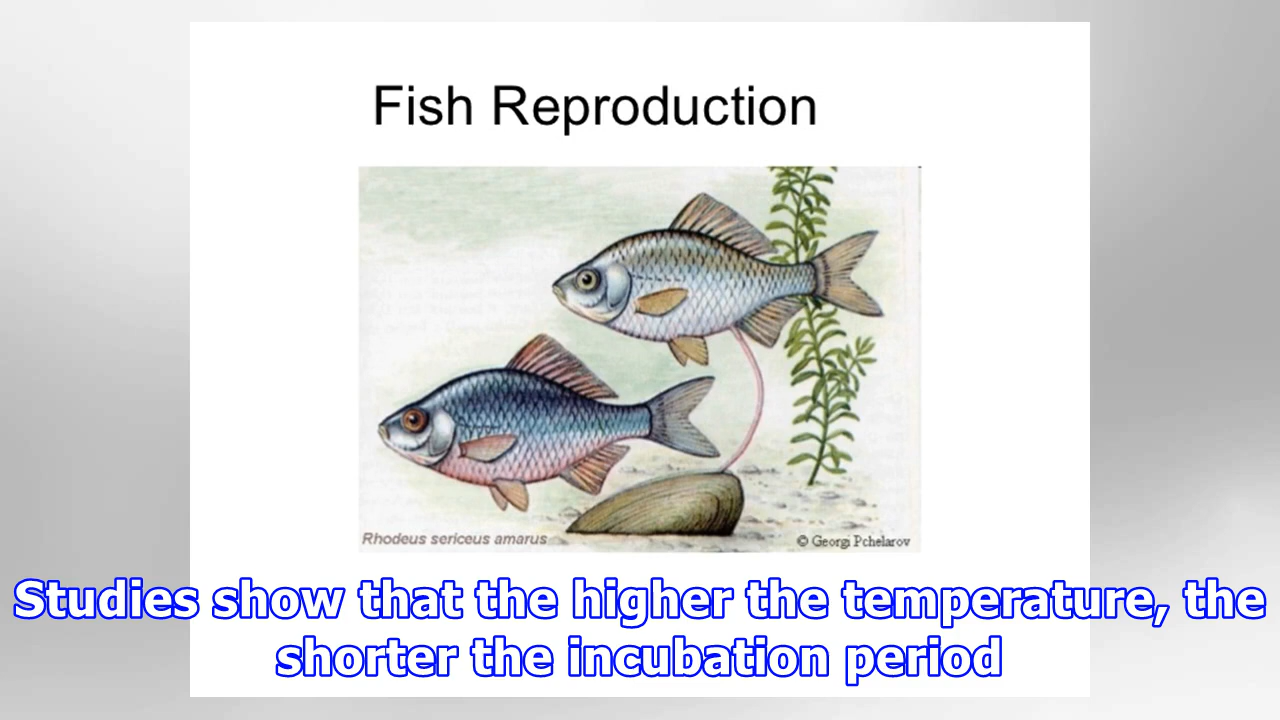 Fish Reproduction
Rhodeus sericeus amarus
© Georgi Pchelarov
Studies show that the higher the temperature, the
shorter the incubation period